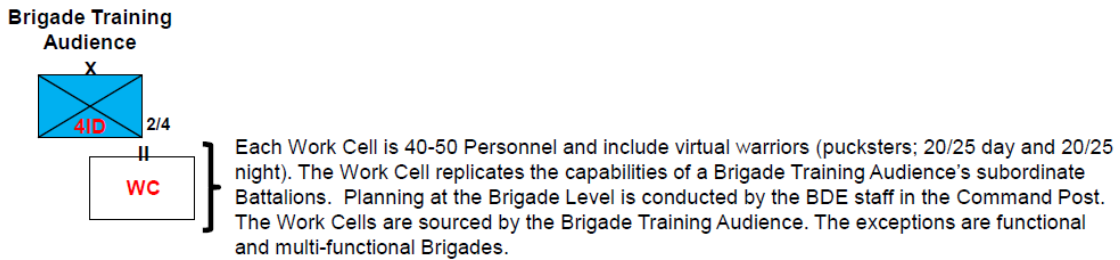 Brigade Training
Audience
X
4ID
2/4
II
WC
Each Work Cell is 40-50 Personnel and include virtual warriors (pucksters; 20/25 day and 20/25
night). The Work Cell replicates the capabilities of a Brigade Training Audience's subordinate
Battalions.  Planning at the Brigade Level is conducted by the BDE staff in the Command Post.
The Work Cells are sourced by the Brigade Training Audience. The exceptions are functional
and multi-functional Brigades.